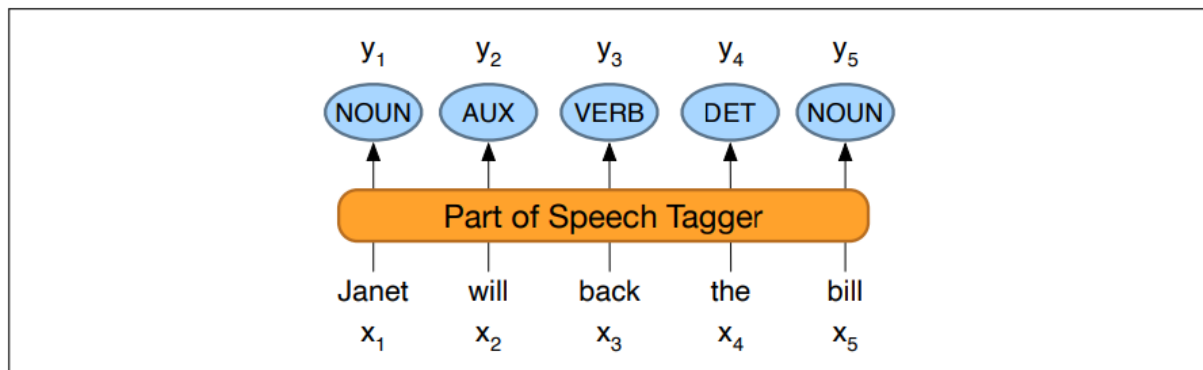 y1 y2 y3 y4 y5
NOUN AUX VERB DET NOUN
Part of Speech Tagger
Janet will back the bill
x1 x2 x3 x4 x5